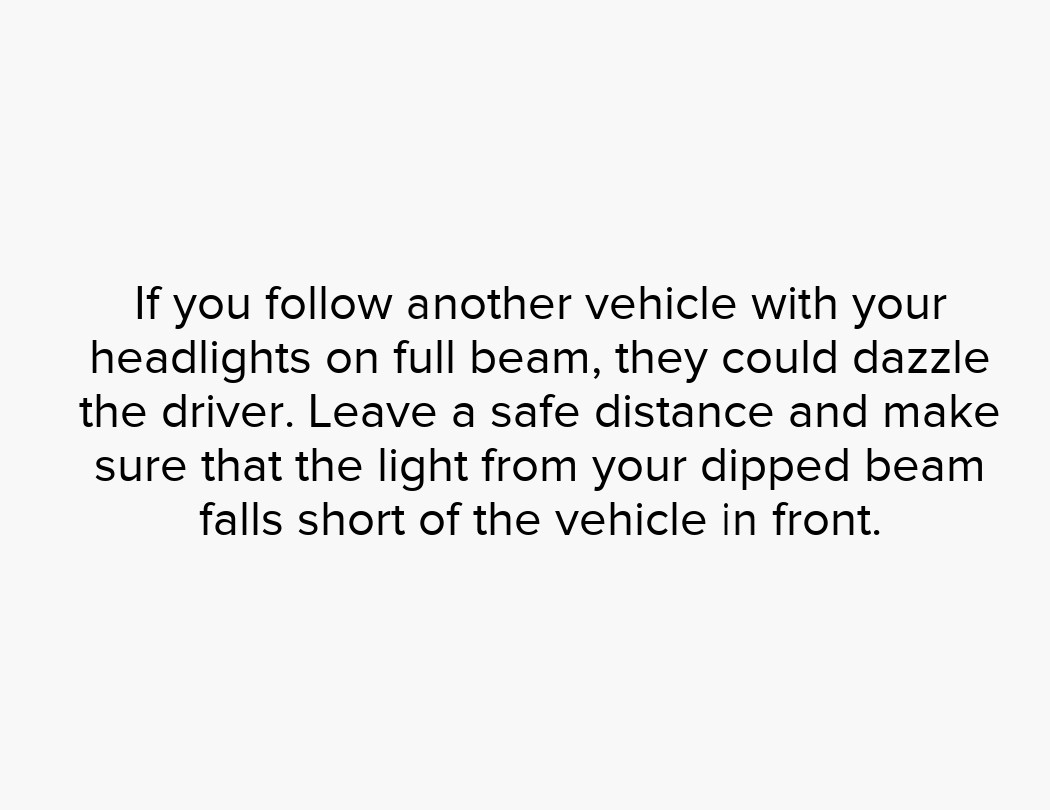 If you follow another vehicle with your
headlights on full beam, they could dazzle
the driver. Leave a safe distance and make
sure that the light from your dipped beam
falls short of the vehicle in front.